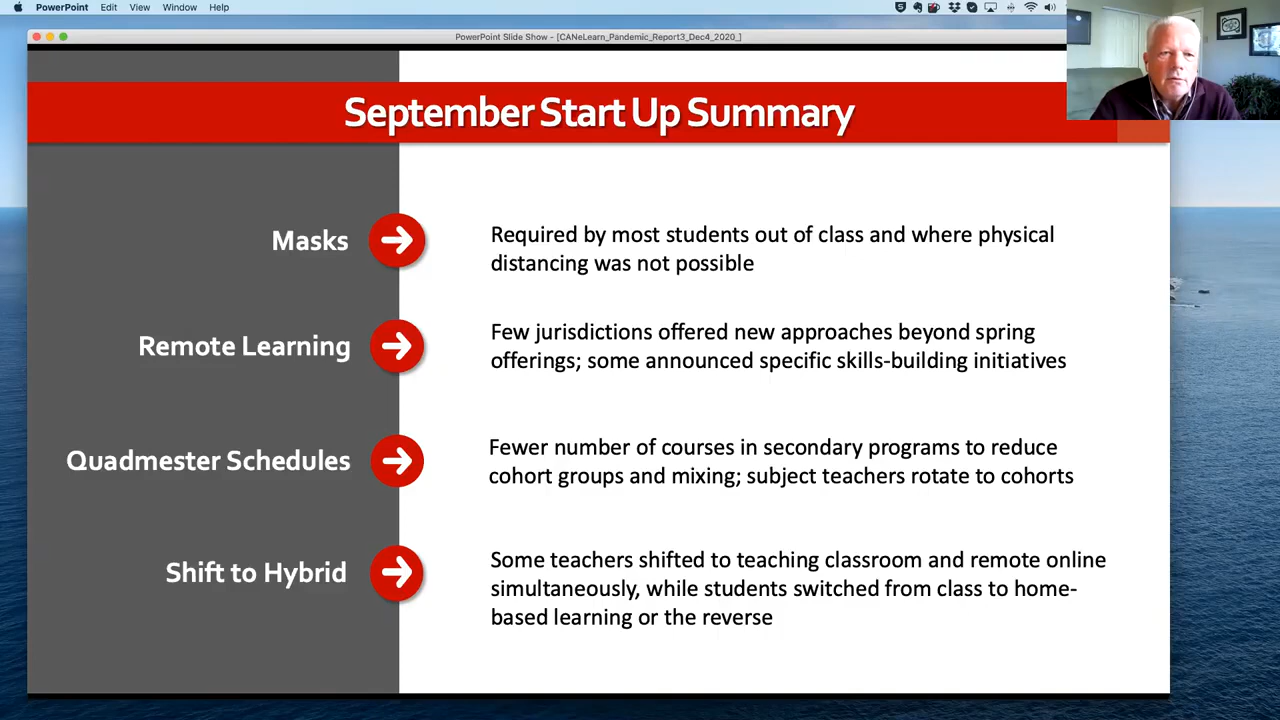 PowerPoint Edit View Window Help
PowerPoint Slide Show - [CANeLearn_Pandemic_Report3_Dec4_2020_]
September Start Up Summary
Masks
Required by most students out of class and where physical
distancing was not possible
Remote Learning
Few jurisdictions offered new approaches beyond spring
offerings; some announced specific skills-building initiatives
Quadmester Schedules
Fewer number of courses in secondary programs to reduce
cohort groups and mixing; subject teachers rotate to cohorts
Shift to Hybrid
Some teachers shifted to teaching classroom and remote online
simultaneously, while students switched from class to home-
based learning or the reverse